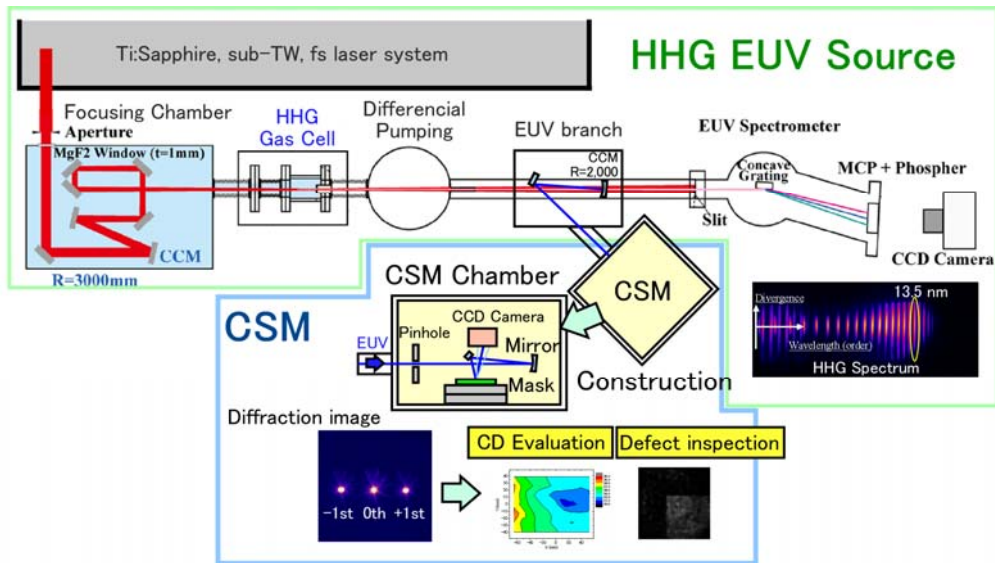 Ti:Sapphire, sub-TW, fs laser system
HHG EUV Source
Focusing Chamber
Aperture
MgF2 Window (t=1mm)
CCM
R=3000mm
HHG
Gas Cell
Differencial
Pumping
EUV branch
CCM
R=2,000
EUV Spectrometer
Concave
Grating
Slit
MCP + Phospher
CCD Camera
13.5 nm
Divergence
Wavelength (order)
HHG Spectrum
CSM
Construction
CSM
CSM Chamber
EUV
Pinhole
CCD Camera
Mirror
Mask
Diffraction image
-1st 0th +1st
CD Evaluation
Defect inspection